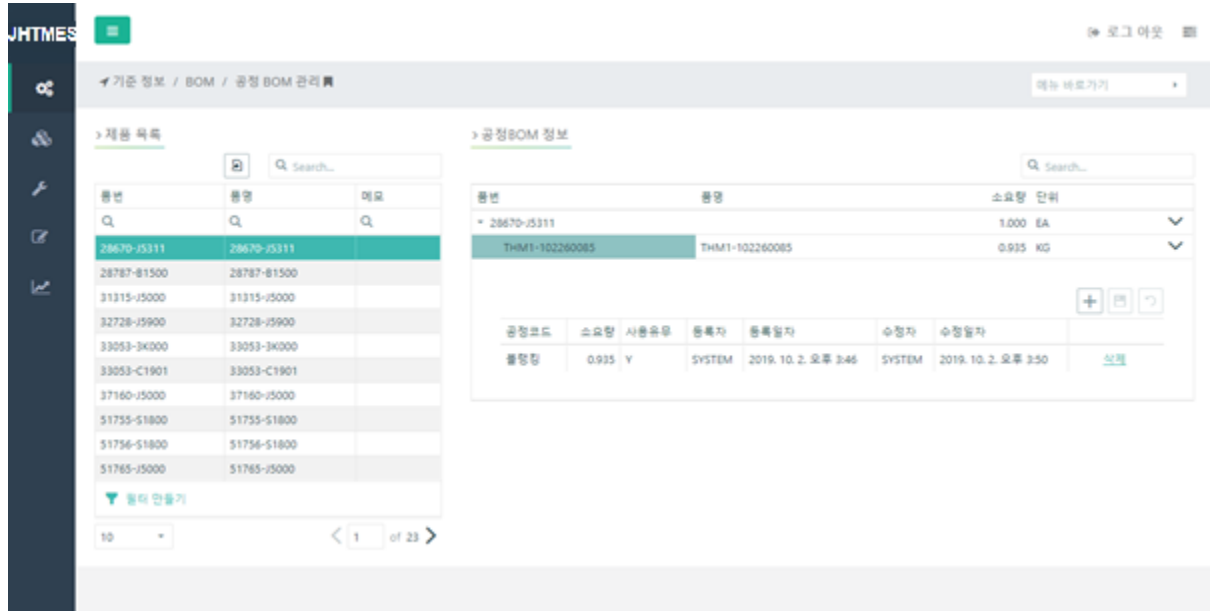 JHTMES
로그 아웃
기준 정보 / BOM / 공정 BOM 관리
메뉴 바로가기
제품 목록
공정BOM 정보
Search...
Search...
품번 품명 메모
28670-J5311 28670-J5311
28787-B1500 28787-B1500
31315-J5000 31315-J5000
32728-J5900 32728-J5900
33053-3K000 33053-3K000
33053-C1901 33053-C1901
37160-J5000 37160-J5000
51755-S1800 51755-S1800
51756-S1800 51756-S1800
51765-J5000 51765-J5000
필터 만들기
10
1 of 23
품번 품명 소요량 단위
28670-J5311 1.000 EA
THM1-102260085 THM1-102260085 0.935 KG
공정코드 소요량 사용유무 등록자 등록일자 수정자 수정일자
블랭킹 0.935 Y SYSTEM 2019. 10. 2. 오후 3:46 SYSTEM 2019. 10. 2. 오후 3:50 삭제